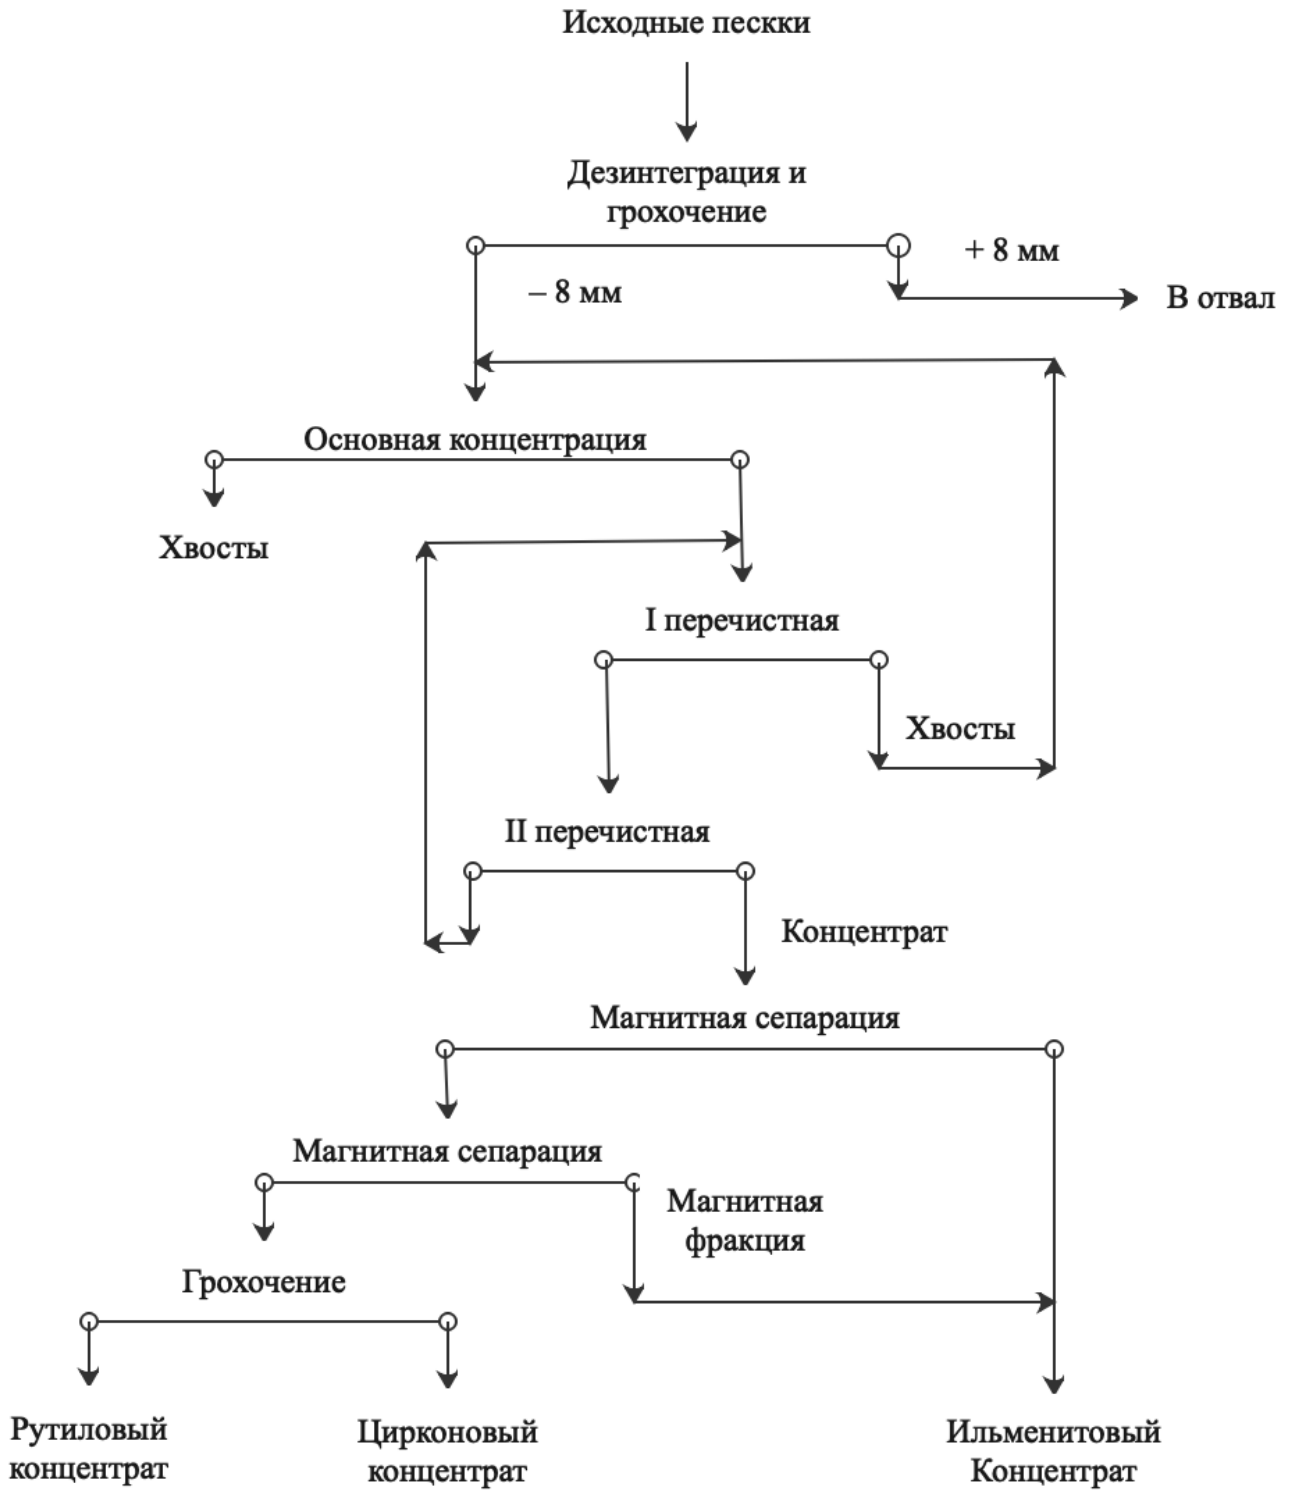 Исходные пескки
Дезинтеграция и
грохочение
+ 8 мм
– 8 мм
В отвал
Основная концентрация
Хвосты
I перечистная
Хвосты
II перечистная
Концентрат
Магнитная сепарация
Магнитная сепарация
Магнитная
фракция
Грохочение
Рутиловый
концентрат
Цирконовый
концентрат
Ильменитовый
Концентрат